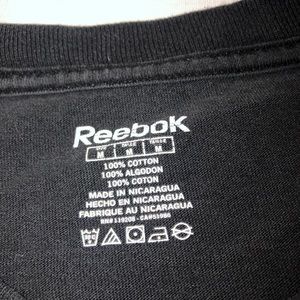 Reebok
M M M
100% COTTON
100% ALGODON
100% COTON
MADE IN NICARAGUA
HECHO EN NICARAGUA
FABRIQUE AU NICARAGUA